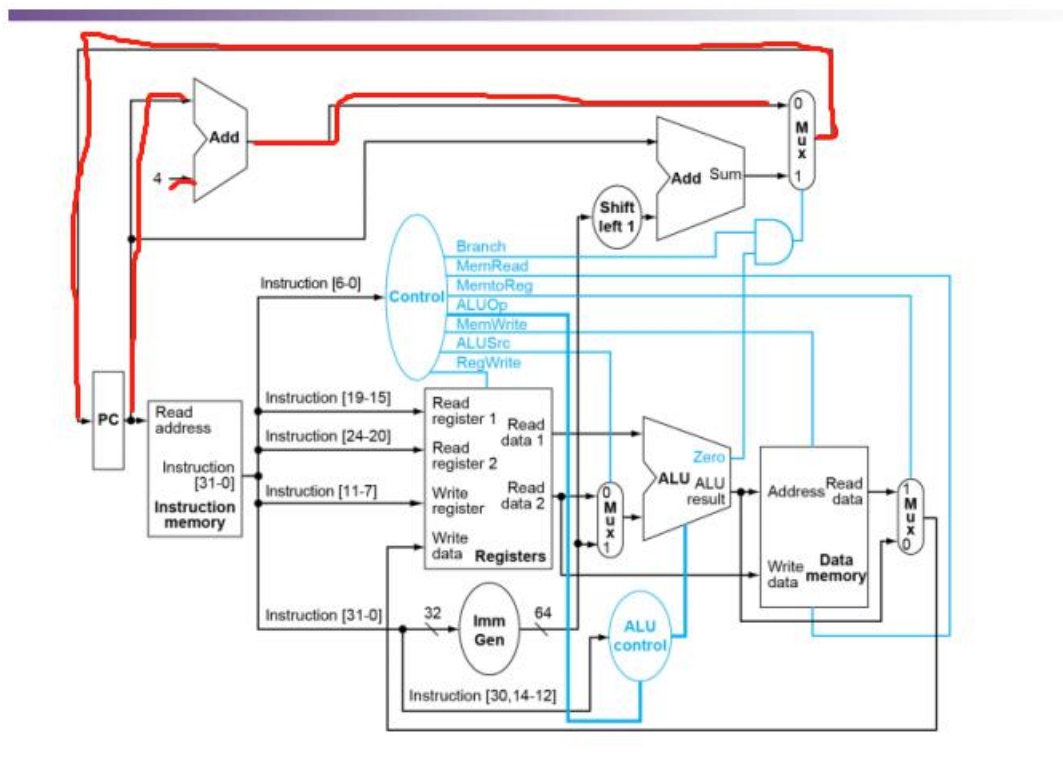 0
M
u
x
1
Add
4
Add Sum
Shift
left 1
Branch
MemRead
MemtoReg
ALUOp
MemWrite
ALUSrc
RegWrite
Control
Instruction [6-0]
PC
Read
address
Instruction
[31-0]
Instruction
memory
Instruction [19-15]
Instruction [24-20]
Instruction [11-7]
Instruction [31-0]
Read
register 1
Read
register 2
Write
register
Write
data
Read
data 1
Read
data 2
Registers
0
M
u
x
1
Zero
ALU ALU
result
Address
Read
data
Write
data
Data
memory
1
M
u
x
0
32
Imm
Gen
64
ALU
control
Instruction [30,14-12]